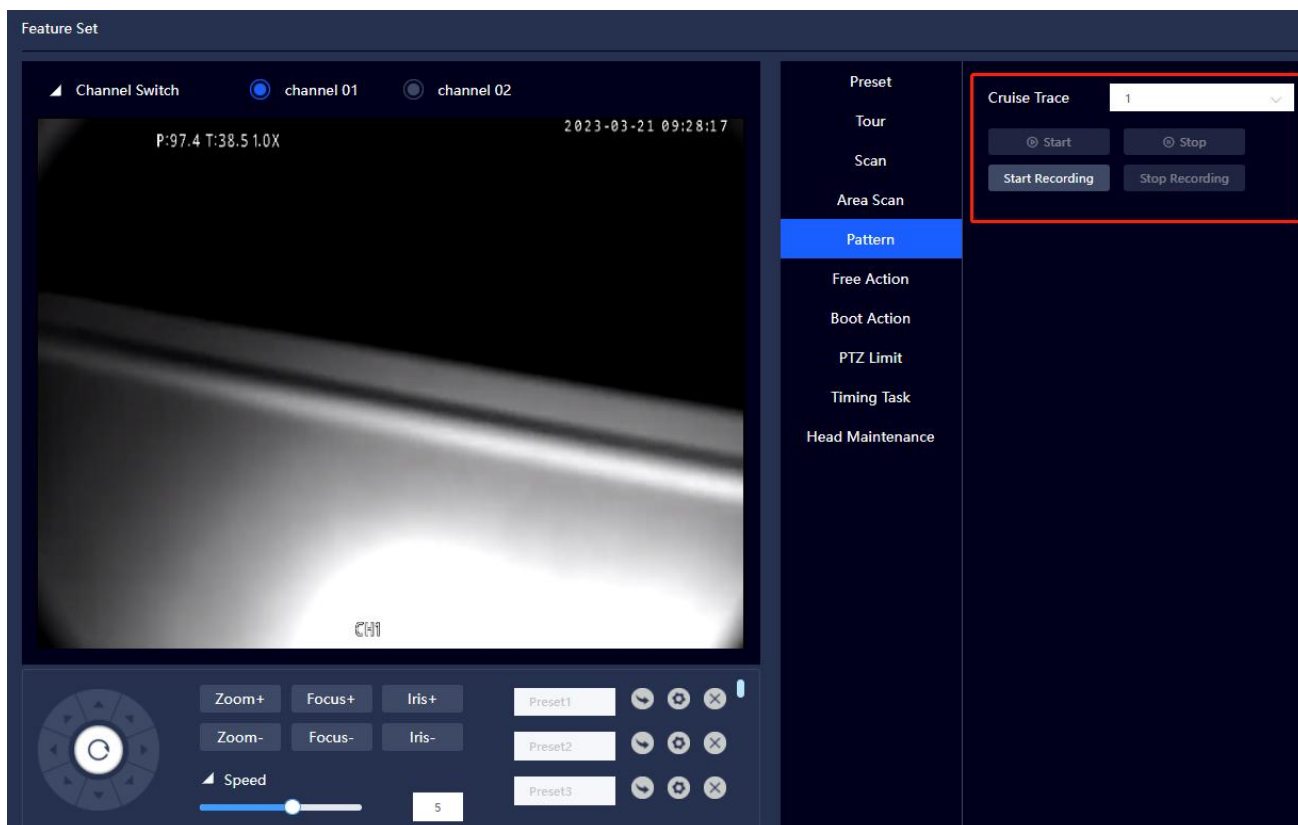 Feature Set
Channel Switch channel 01 channel 02
P:97.4 T:38.5 1.0X
2023-03-21 09:28:17
CH1
Zoom+ Focus+ Iris+
Zoom- Focus- Iris-
Speed
5
Preset1
Preset2
Preset3
Preset
Tour
Scan
Area Scan
Pattern
Free Action
Boot Action
PTZ Limit
Timing Task
Head Maintenance
Cruise Trace 1
Start Stop
Start Recording Stop Recording